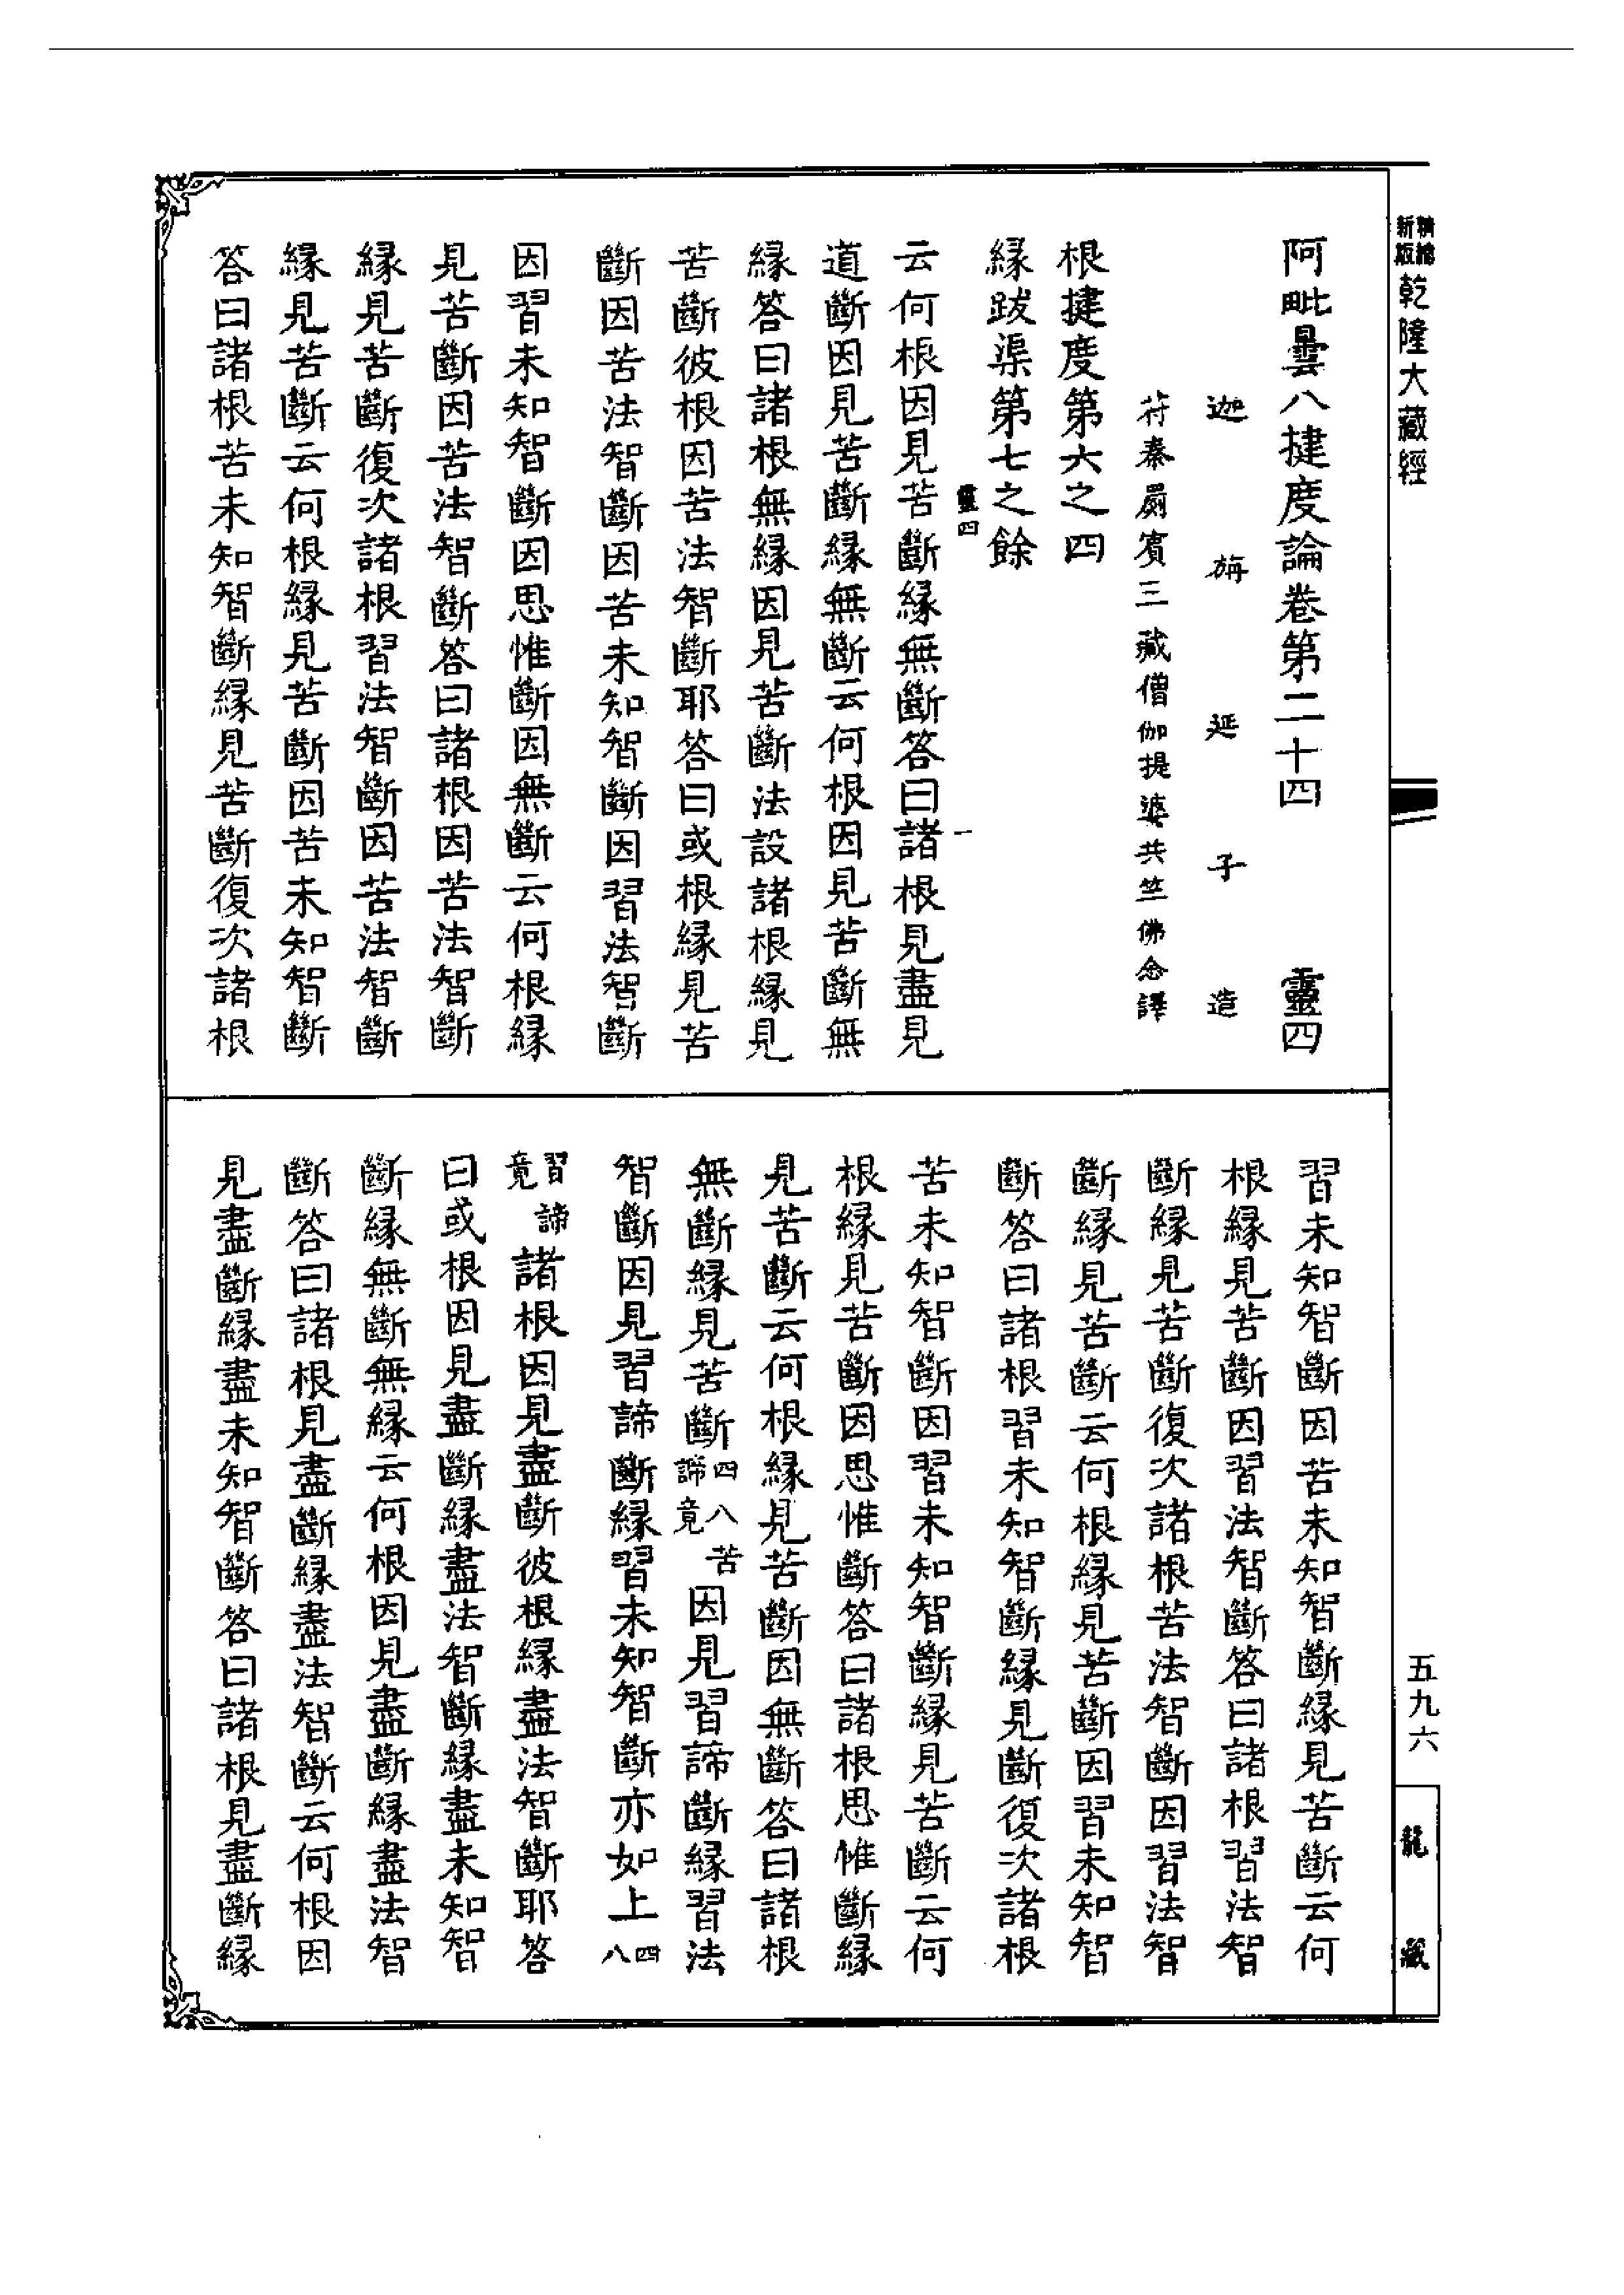 精繕新版乾隆大藏經
阿毗曇八揵度論卷第二十四 靈四
迦旃延子造
苻秦罽賓三藏僧伽提婆共竺佛念譯
根揵度第六之四
緣跋渠第七之餘
靈四 一
云何根因見苦斷緣無斷答曰諸根見盡見
道斷因見苦斷緣無斷云何根因見苦斷無
緣答曰諸根無緣因見苦斷法設諸根緣見
苦斷彼根因苦法智斷耶答曰或根緣見苦
斷因苦法智斷因苦未知智斷因習法智斷
因習未知智斷因思惟斷因無斷云何根緣
見苦斷因苦法智斷答曰諸根因苦法智斷
緣見苦斷復次諸根習法智斷因苦法智斷
緣見苦斷云何根緣見苦斷因苦未知智斷
答曰諸根苦未知智斷緣見苦斷復次諸根
習未知智斷因苦未知智斷緣見苦斷云何
根緣見苦斷因習法智斷答曰諸根習法智
斷緣見苦斷復次諸根苦法智斷因習法智
斷緣見苦斷云何根緣見苦斷因習未知智
斷答曰諸根習未知智斷緣見斷復次諸根
苦未知智斷因習未知智斷緣見苦斷云何
根緣見苦斷因思惟斷答曰諸根思惟斷緣
見苦斷云何根緣見苦斷因無斷答曰諸根
無斷緣見苦斷四八苦諦竟因見習諦斷緣習法
智斷因見習諦斷緣習未知智斷亦如上四八
習諦竟諸根因見盡斷彼根緣盡法智斷耶答
曰或根因見盡斷緣盡法智斷緣盡未知智
斷緣無斷無緣云何根因見盡斷緣盡法智
斷答曰諸根見盡斷緣盡法智斷云何根因
見盡斷緣盡未知智斷答曰諸根見盡斷緣
五九六
龍藏